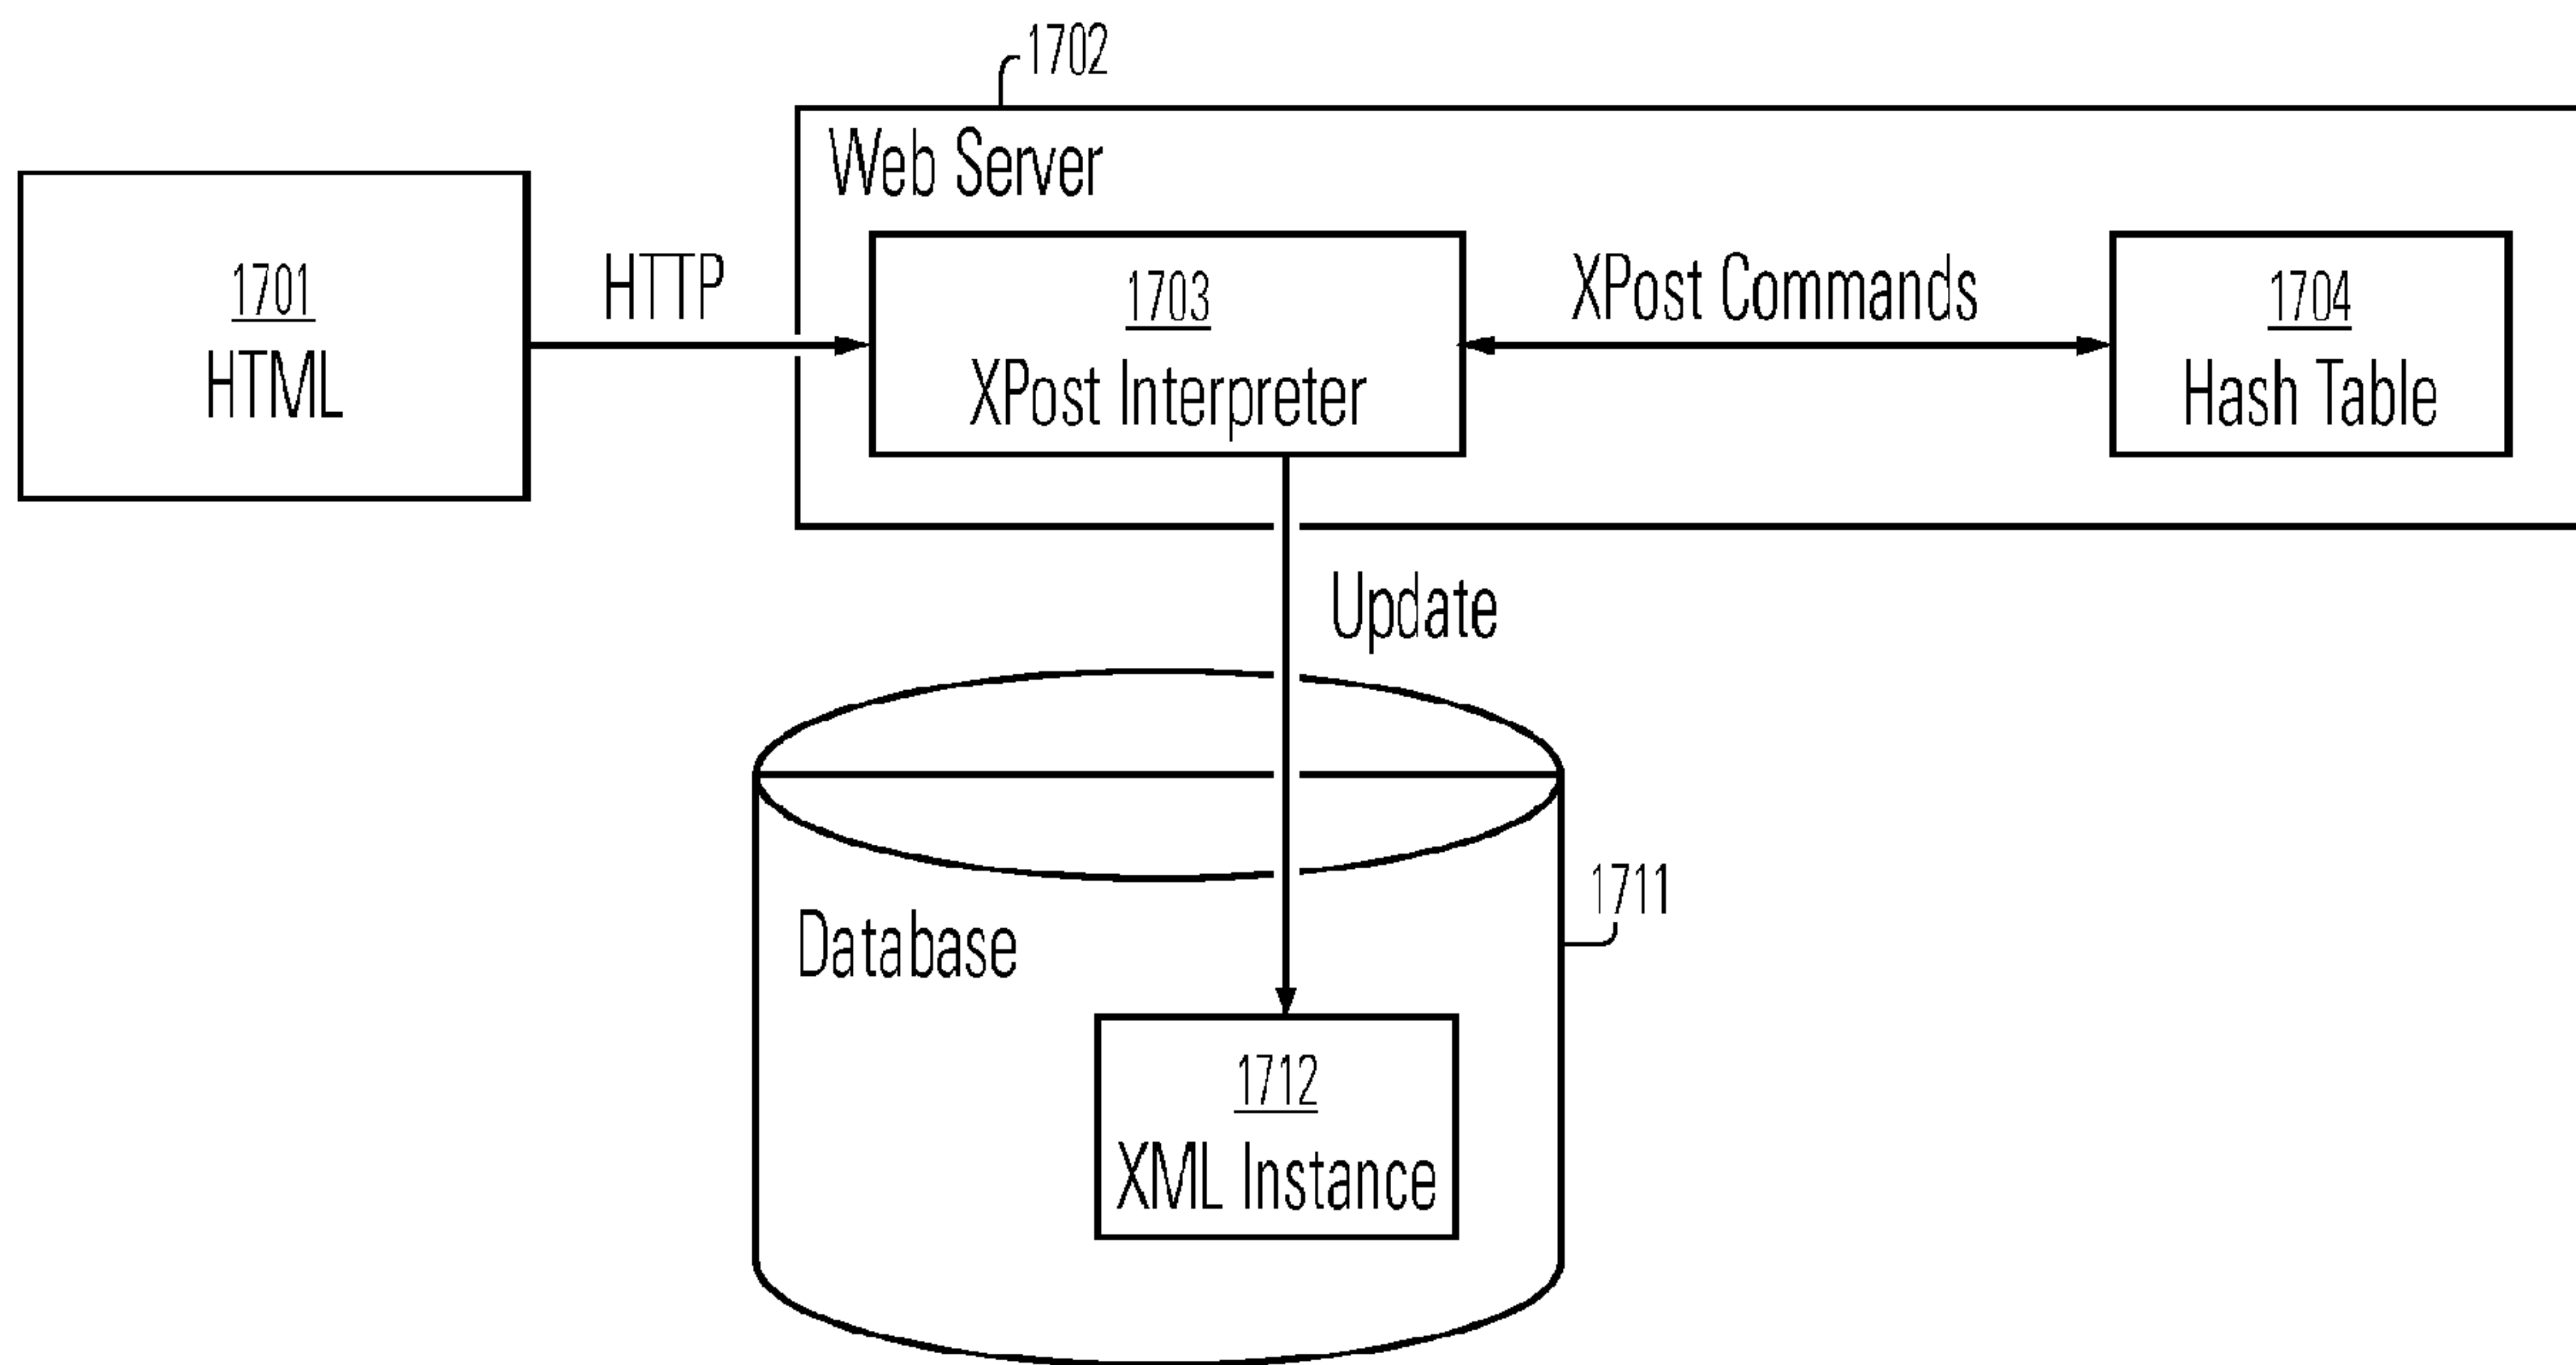 1702
Web Server
1701
HTML
HTTP
1703
XPost Interpreter
XPost Commands
1704
Hash Table
Update
1711
Database
1712
XML Instance